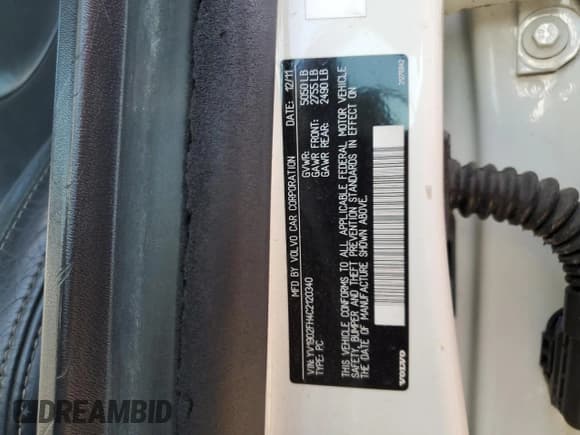 MFD BY VOLVO CAR CORPORATION DATE: 12/11
GVWR: 5050 LB
GAWR FRONT: 2755 LB
GAWR REAR: 2490 LB
VIN: YV1902FH4C2120340
TYPE: PC
THIS VEHICLE CONFORMS TO ALL APPLICABLE FEDERAL MOTOR VEHICLE
SAFETY, BUMPER AND THEFT PREVENTION STANDARDS IN EFFECT ON
THE DATE OF MANUFACTURE SHOWN ABOVE.
VOLVO
DREAMBID